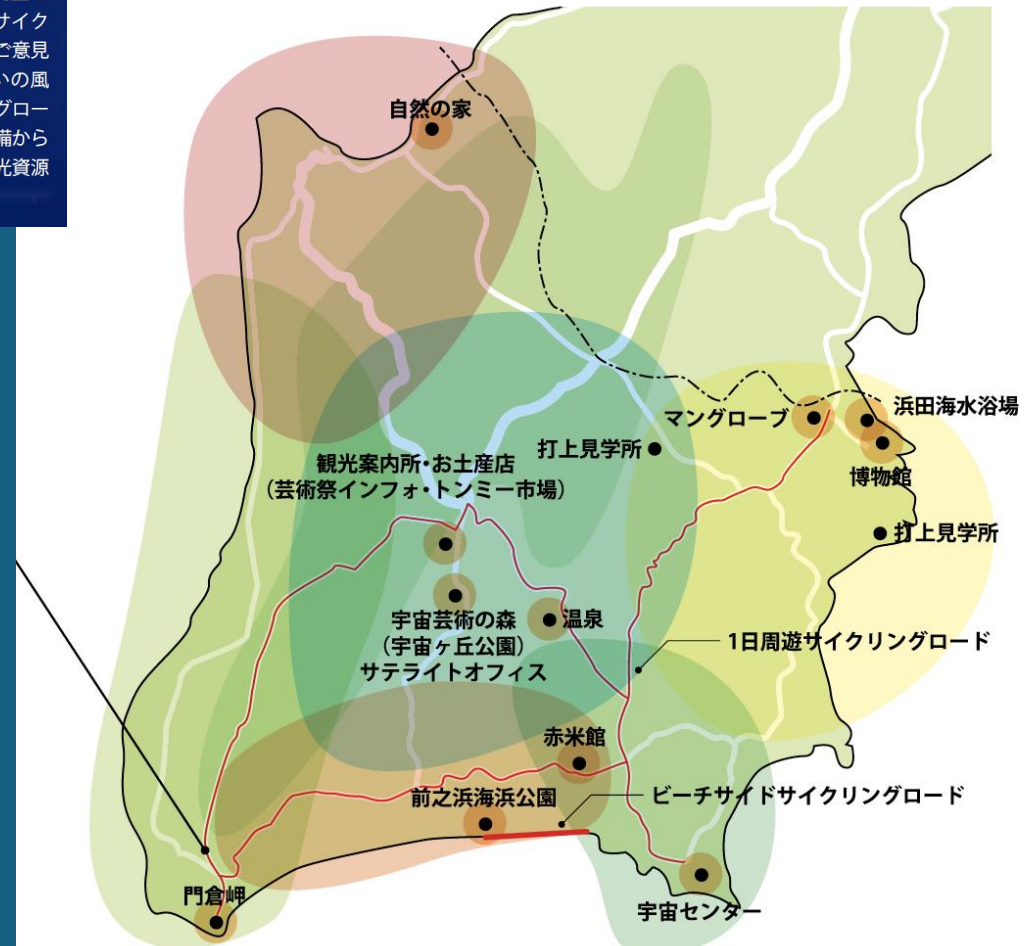 サイク
ご意見
いの風
グロー
備から
光資源
自然の家
マングローブ
浜田海水浴場
博物館
打上見学所
打上見学所
観光案内所・お土産店
（芸術祭インフォ・トンミー市場）
宇宙芸術の森
（宇宙ヶ丘公園）
サテライトオフィス
温泉
1日周遊サイクリングロード
赤米館
前之浜海浜公園
ビーチサイドサイクリングロード
門倉岬
宇宙センター